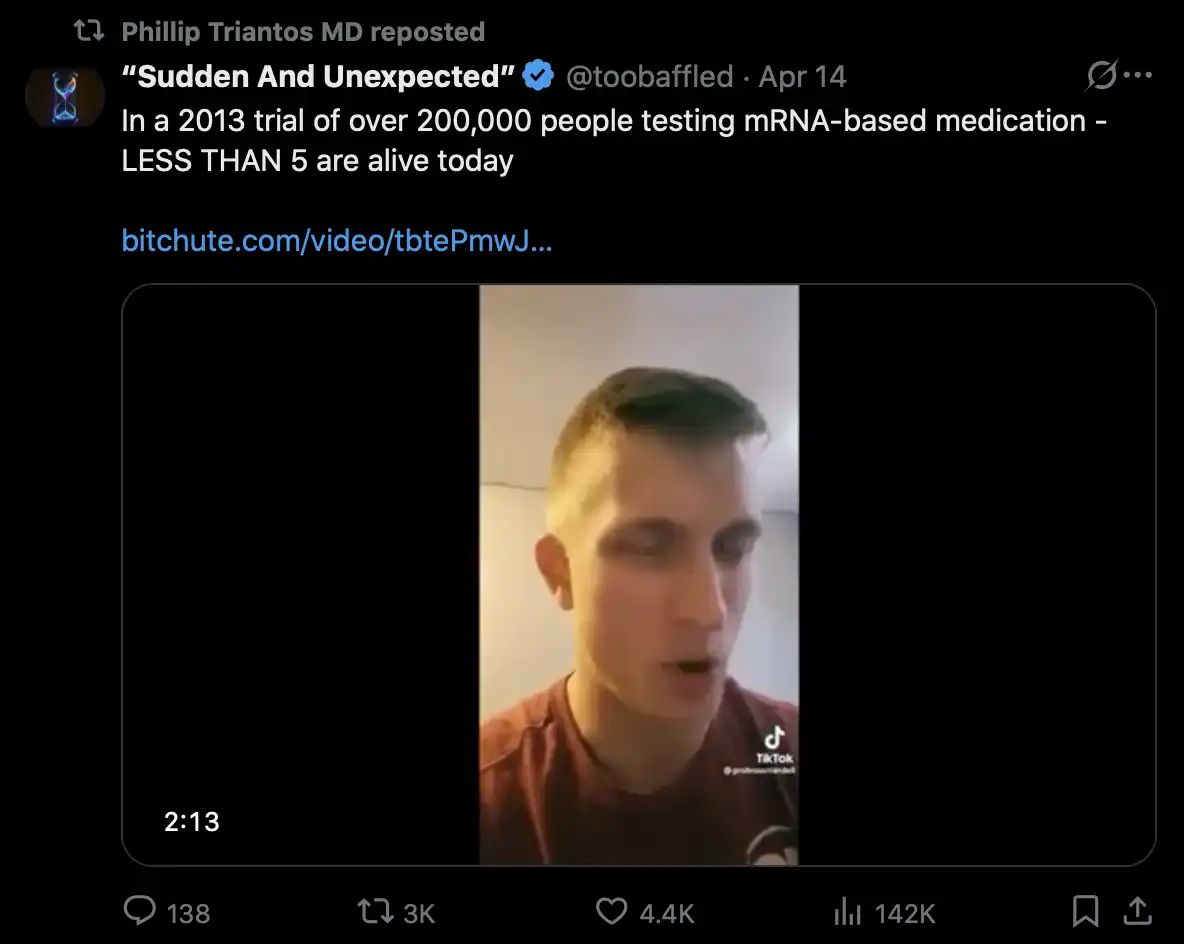 Phillip Triantos MD reposted
“Sudden And Unexpected” @toobaffled · Apr 14
In a 2013 trial of over 200,000 people testing mRNA-based medication -
LESS THAN 5 are alive today
bitchute.com/video/tbtePmwJ...
TikTok
2:13
138 3K 4.4K 142K